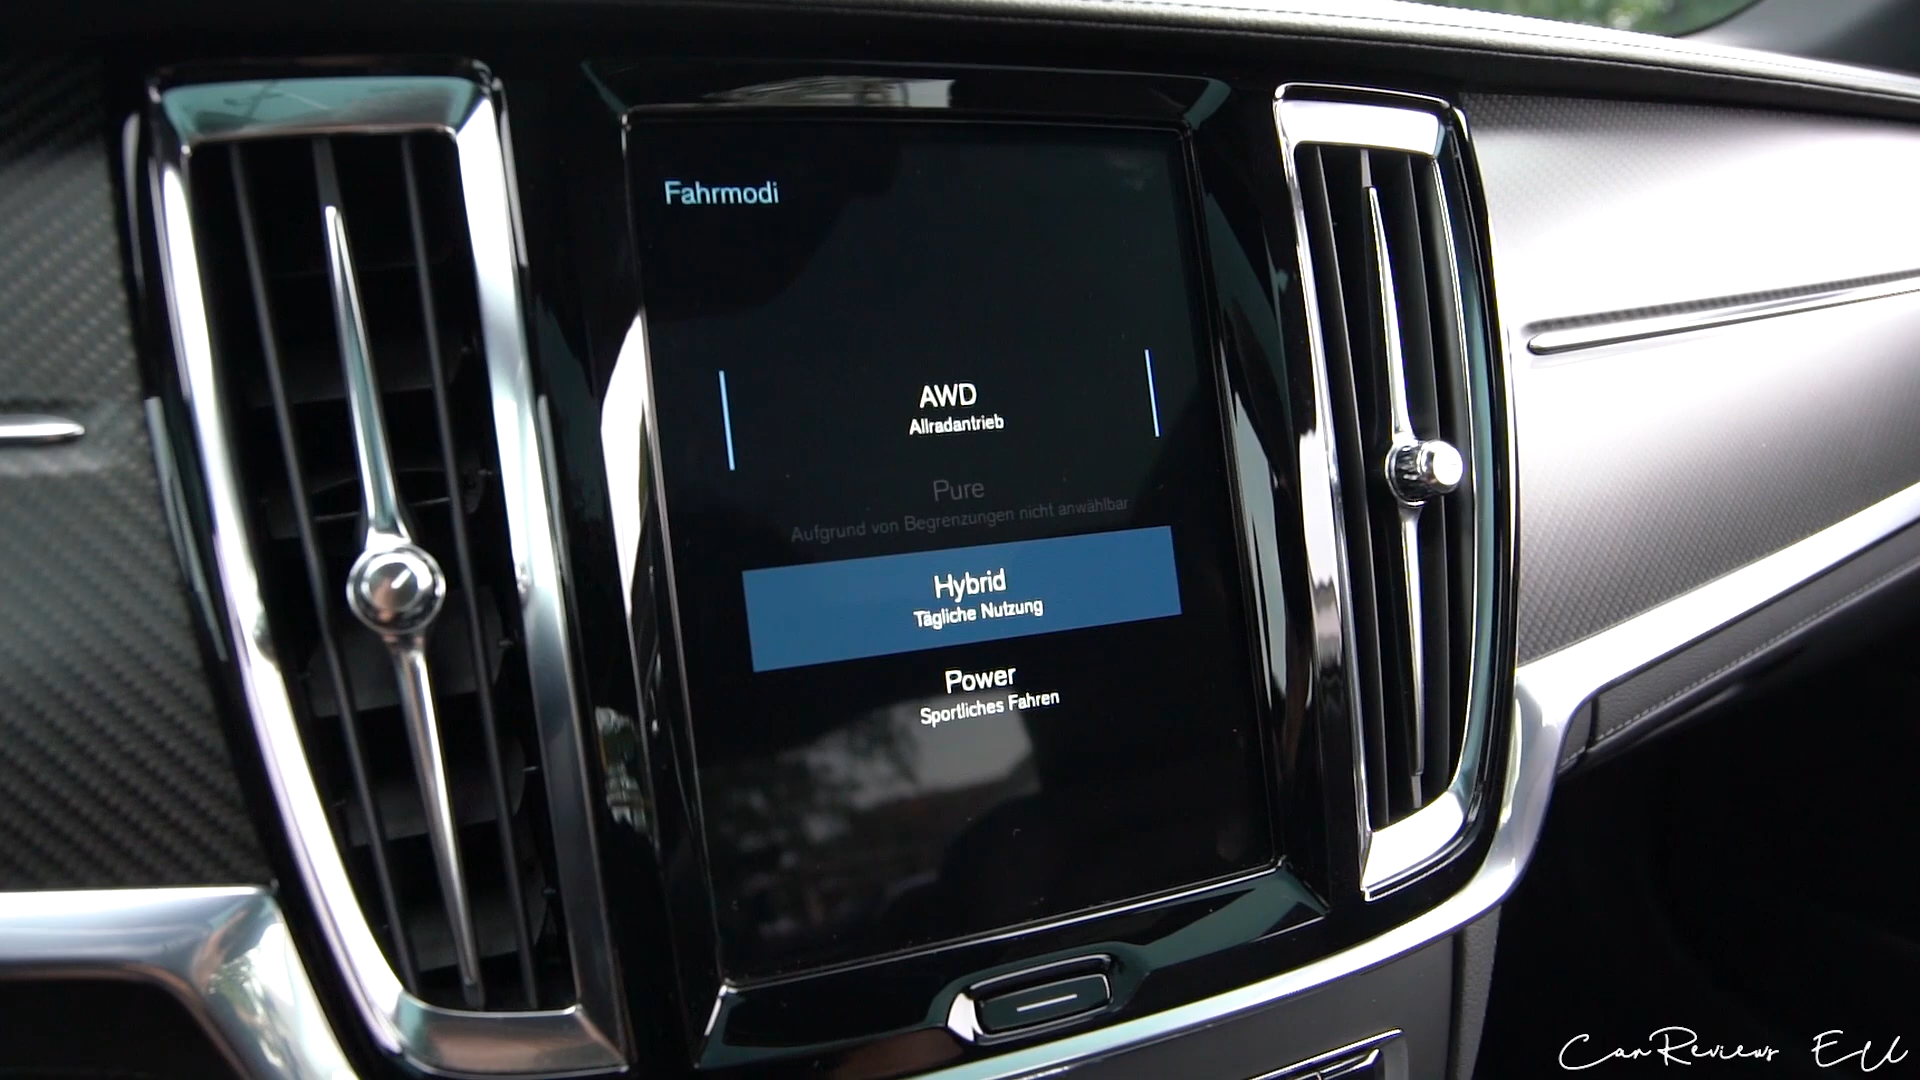 Fahrmodi
AWD
Allradantrieb
Pure
Aufgrund von Begrenzungen nicht anwählbar
Hybrid
Tägliche Nutzung
Power
Sportliches Fahren
CarReviews EU